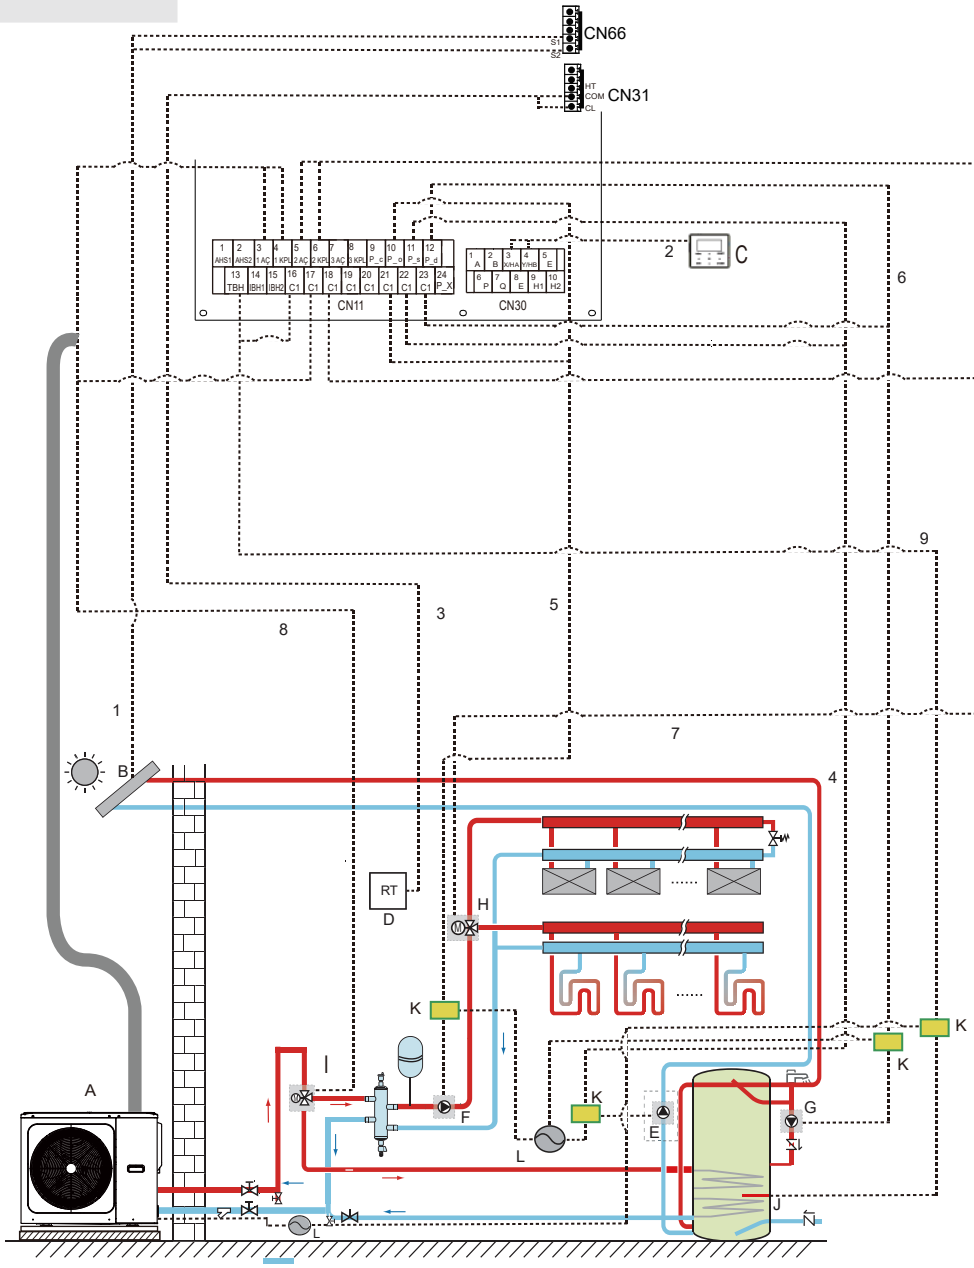 CN66
S1
S2
HT
COM
CL
CN31
1 2 3 4 5 6 7 8 9 10 11 12
AHS1 AHS2 1 AC 1 KPL 2 AC 2 KPL 3 AC 3 KPL P_c P_o P_s P_d
13 14 15 16 17 18 19 20 21 22 23 24
TBH IBH1 IBH2 C1 C1 C1 C1 C1 C1 C1 C1 P_X
CN11
1 2 3 4 5
A B X/HA Y/HB E
6 7 8 9 10
P Q E H1 H2
CN30
2
C
6
9
5
3
8
1
7
4
B
RT
D
H
M
K
I
A
M
F
K
K
K
E
G
L
J
L